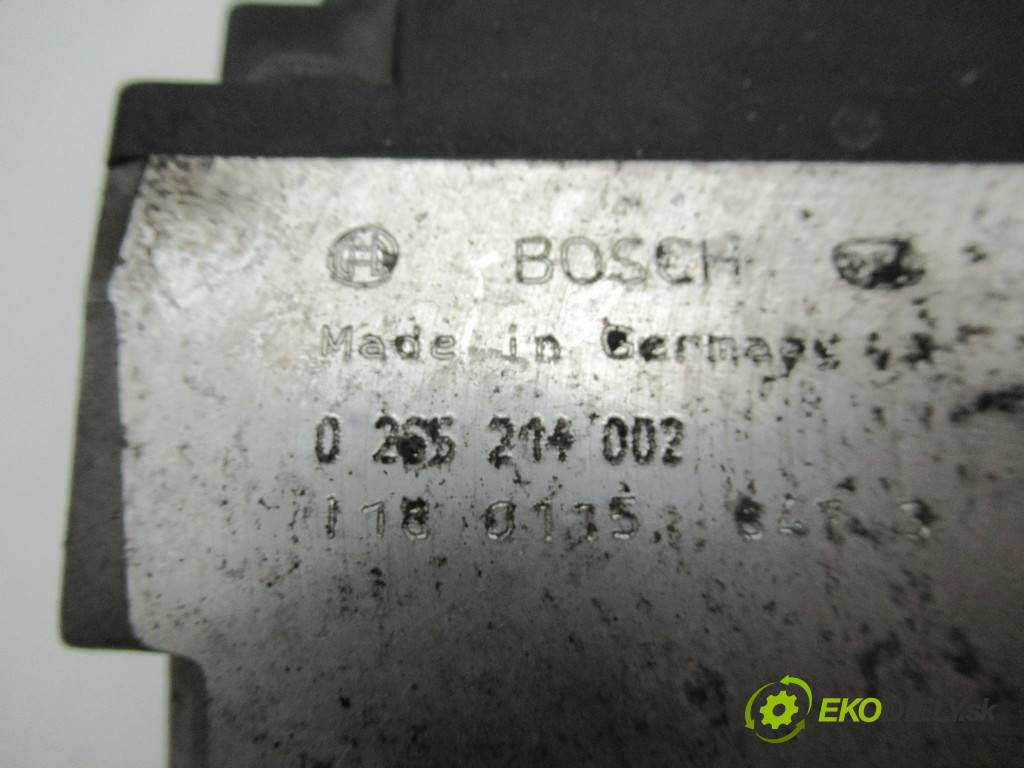 BOSCH
Made in Germany
0 265 214 002
EKODIELY.sk